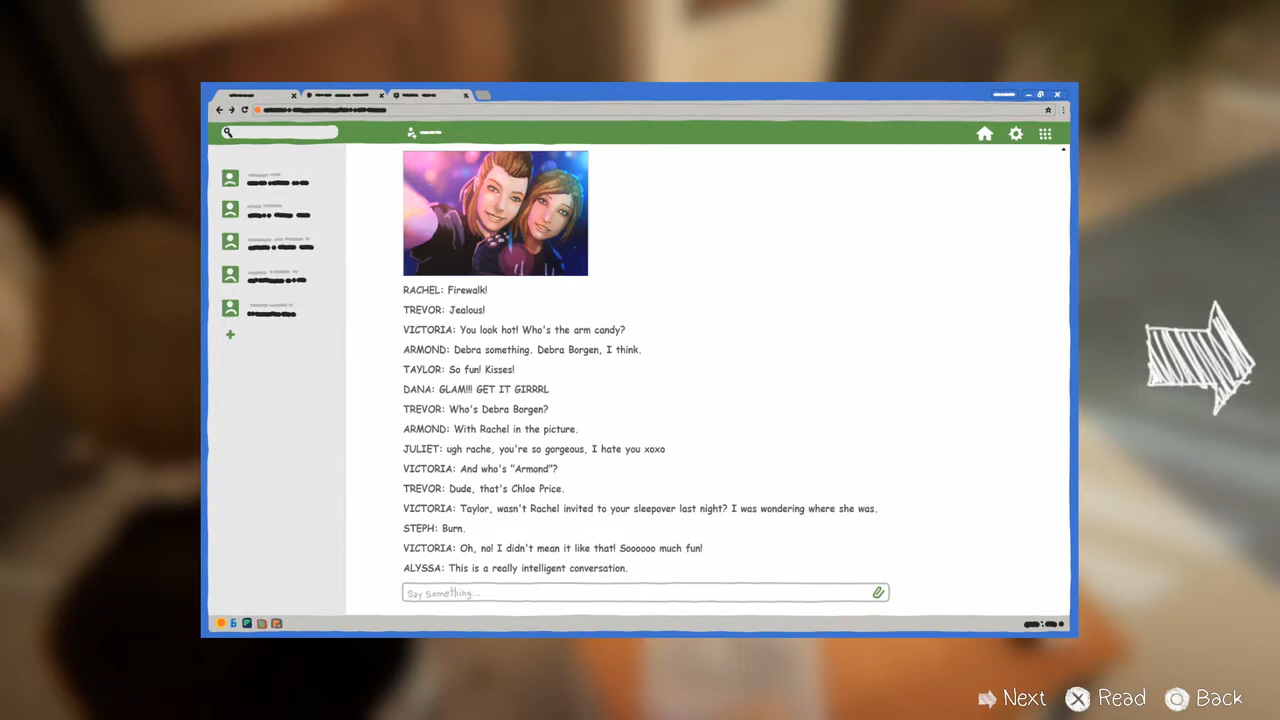 RACHEL: Firewalk!
TREVOR: Jealous!
VICTORIA: You look hot! Who's the arm candy?
ARMOND: Debra something. Debra Borgen, I think.
TAYLOR: So fun! Kisses!
DANA: GLAM!!! GET IT GIRRRL
TREVOR: Who's Debra Borgen?
ARMOND: With Rachel in the picture.
JULIET: ugh rache, you're so gorgeous, I hate you xoxo
VICTORIA: And who's "Armond"?
TREVOR: Dude, that's Chloe Price.
VICTORIA: Taylor, wasn't Rachel invited to your sleepover last night? I was wondering where she was.
STEPH: Burn.
VICTORIA: Oh, no! I didn't mean it like that! Soooooo much fun!
ALYSSA: This is a really intelligent conversation.
Say Something...
Next Read Back